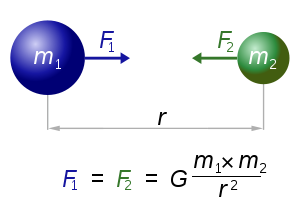 F₁ F₂
m₁ m₂
r
F₁ = F₂ = G m₁ × m₂ / r²